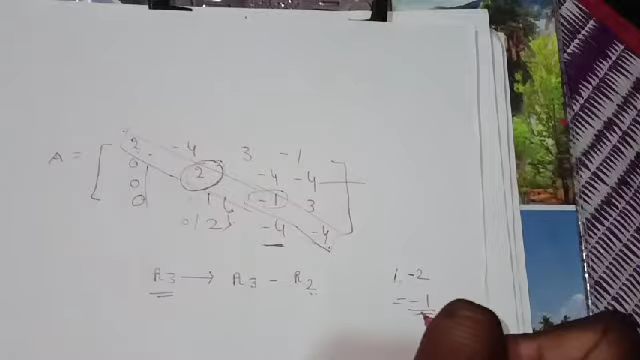 A =
2 -4 3 -1
0 2 -4 -4
0 1 -1 3
0 2 -4 -4
R3 → R3 - R2
1 - 2
= -1